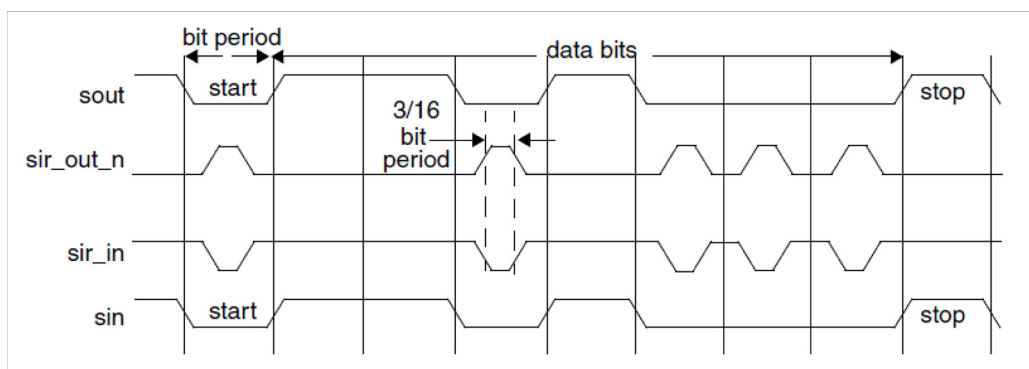 bit period
data bits
sout
start
stop
3/16
bit
period
sir_out_n
sir_in
sin
start
stop